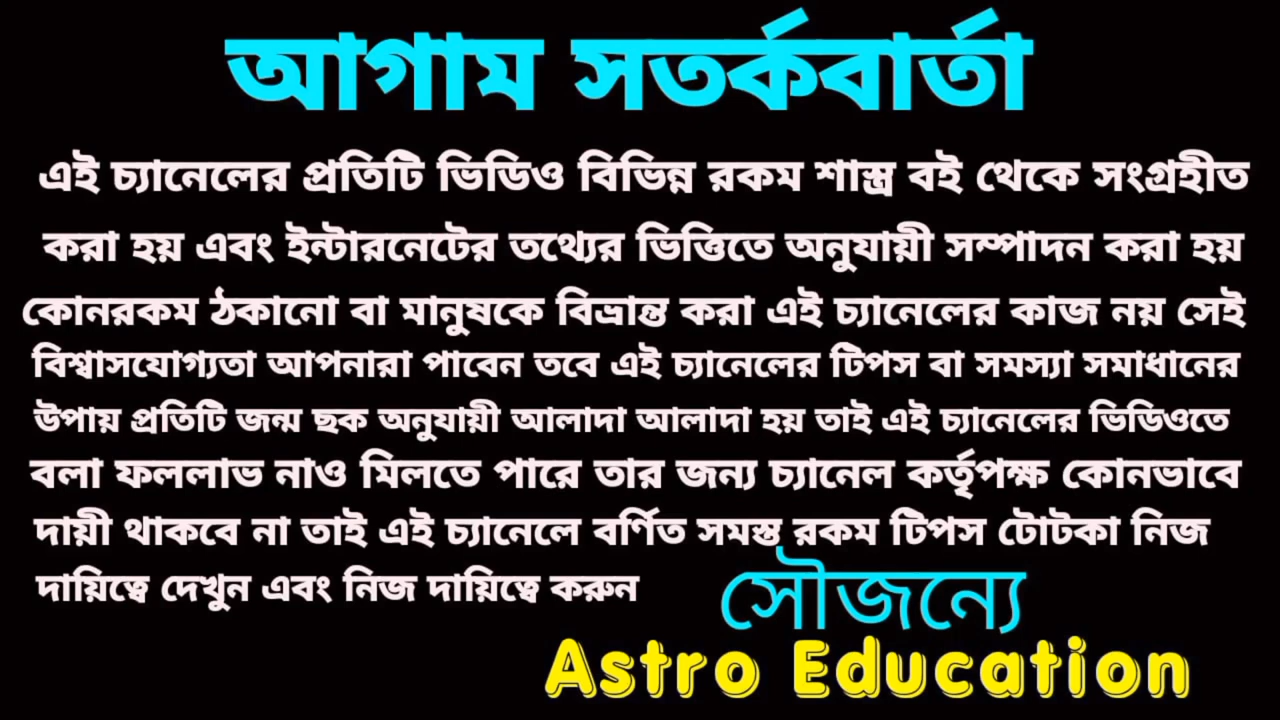 আগাম সতর্কবার্তা
এই চ্যানেলের প্রতিটি ভিডিও বিভিন্ন রকম শাস্ত্র বই থেকে সংগ্রহীত
করা হয় এবং ইন্টারনেটের তথ্যের ভিত্তিতে অনুযায়ী সম্পাদন করা হয়
কোনরকম ঠকানো বা মানুষকে বিভ্রান্ত করা এই চ্যানেলের কাজ নয় সেই
বিশ্বাসযোগ্যতা আপনারা পাবেন তবে এই চ্যানেলের টিপস বা সমস্যা সমাধানের
উপায় প্রতিটি জন্ম ছক অনুযায়ী আলাদা আলাদা হয় তাই এই চ্যানেলের ভিডিওতে
বলা ফললাভ নাও মিলতে পারে তার জন্য চ্যানেল কর্তৃপক্ষ কোনভাবে
দায়ী থাকবে না তাই এই চ্যানেলে বর্ণিত সমস্ত রকম টিপস টোটকা নিজ
দায়িত্বে দেখুন এবং নিজ দায়িত্বে করুন
সৌজন্যে
Astro Education